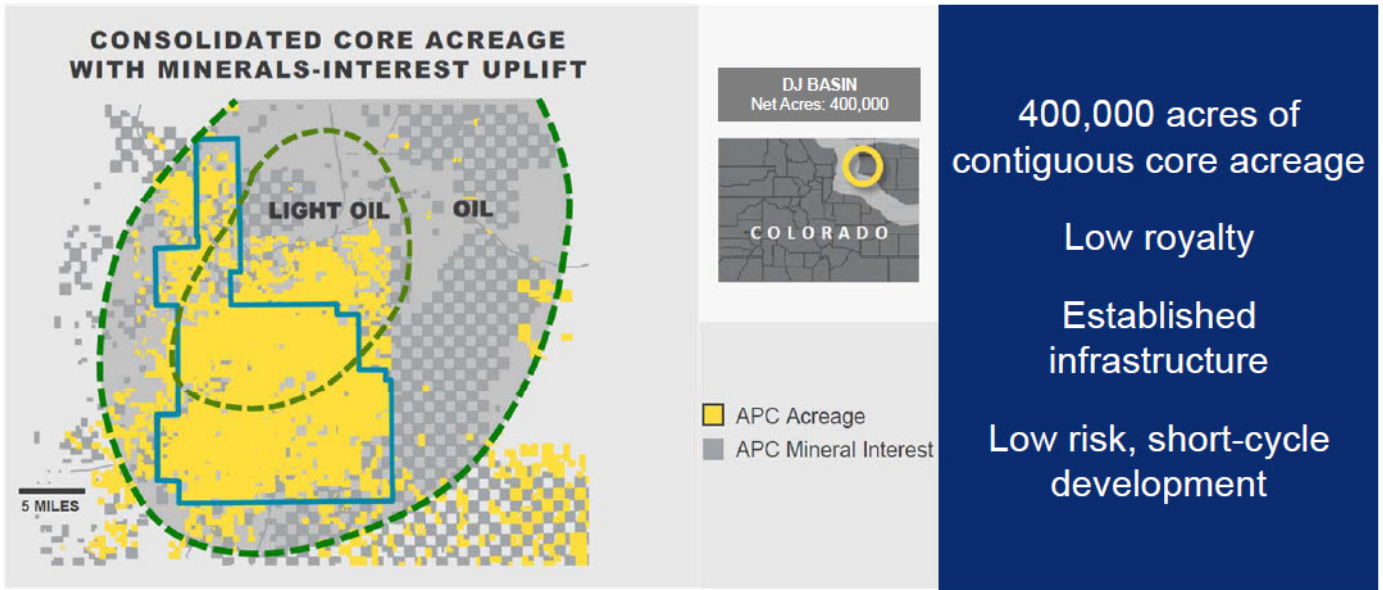 CONSOLIDATED CORE ACREAGE
WITH MINERALS-INTEREST UPLIFT
LIGHT OIL
OIL
5 MILES
DJ BASIN
Net Acres: 400,000
COLORADO
APC Acreage
APC Mineral Interest
400,000 acres of
contiguous core acreage
Low royalty
Established
infrastructure
Low risk, short-cycle
development